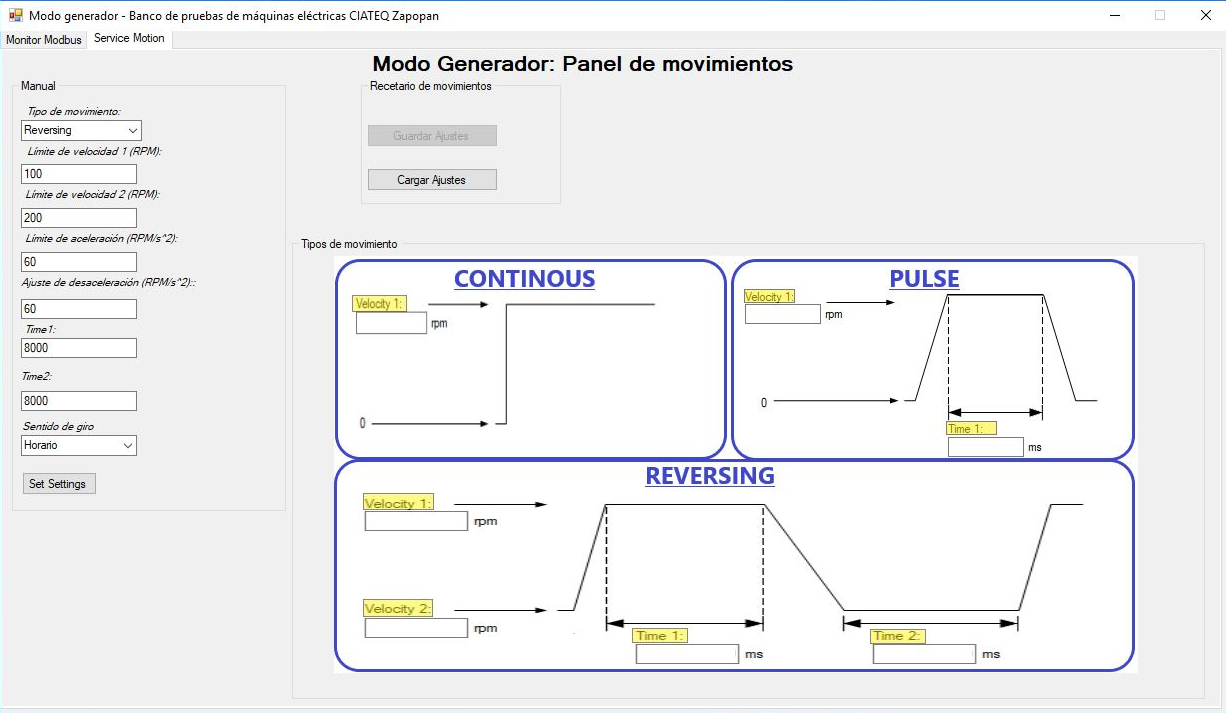 Modo generador - Banco de pruebas de máquinas eléctricas CIATEQ Zapopan
Monitor Modbus
Service Motion
Modo Generador: Panel de movimientos
Manual
Tipo de movimiento:
Reversing
Límite de velocidad 1 (RPM):
100
Límite de velocidad 2 (RPM):
200
Límite de aceleración (RPM/s^2):
60
Ajuste de desaceleración (RPM/s^2)::
60
Time1:
8000
Time2:
8000
Sentido de giro
Horario
Set Settings
Recetario de movimientos
Guardar Ajustes
Cargar Ajustes
Tipos de movimiento
CONTINOUS
Velocity 1:
rpm
0
PULSE
Velocity 1:
rpm
0
Time 1:
ms
REVERSING
Velocity 1:
rpm
Velocity 2:
rpm
Time 1:
ms
Time 2:
ms